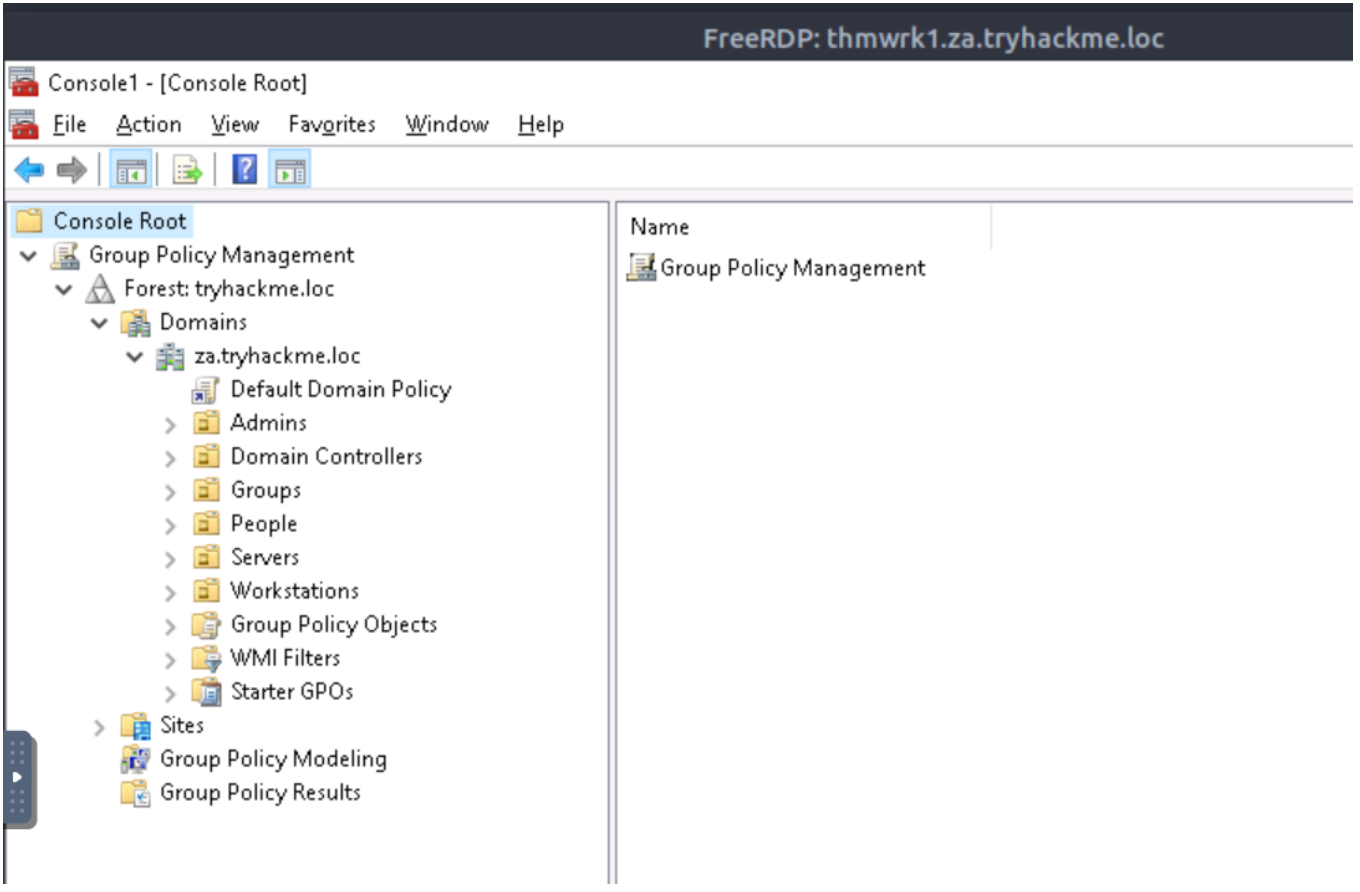 FreeRDP: thmwrk1.za.tryhackme.loc
Console1 - [Console Root]
File Action View Favorites Window Help
?
Console Root
Group Policy Management
Forest: tryhackme.loc
Domains
za.tryhackme.loc
Default Domain Policy
Admins
Domain Controllers
Groups
People
Servers
Workstations
Group Policy Objects
WMI Filters
Starter GPOs
Sites
Group Policy Modeling
Group Policy Results
Name
Group Policy Management